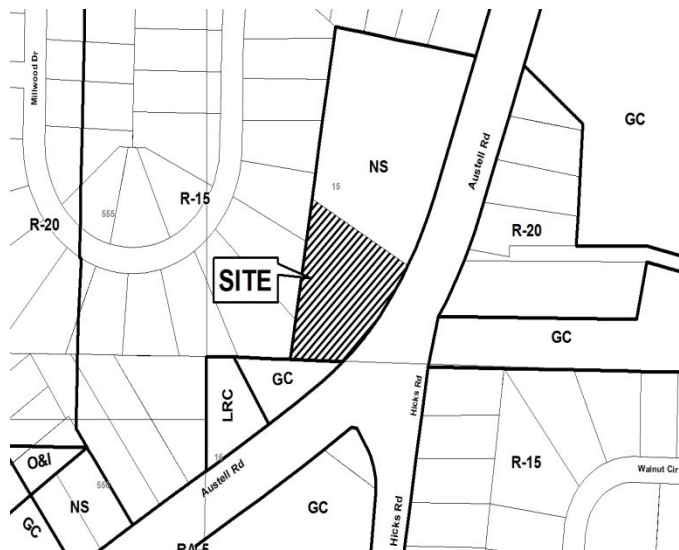 Millwood Dr
Austell Rd
GC
NS
15
R-15
555
R-20
R-20
SITE
GC
GC
LRC
Hicks Rd
16
Austell Rd
R-15
Walnut Cir
O&I
556
NS
GC
GC
Hicks Rd